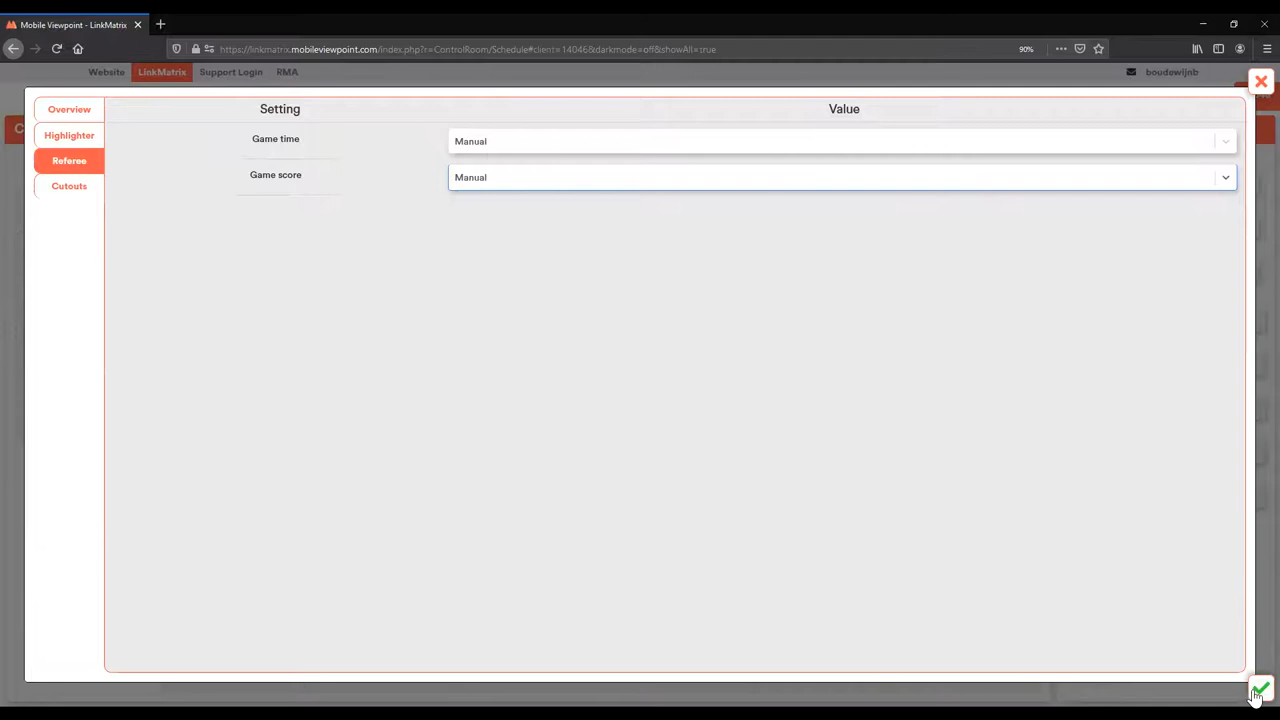 Mobile Viewpoint - LinkMatrix
https://linkmatrix.mobileviewpoint.com/index.php?r=ControlRoom/Schedule#client=14046&darkmode=off&showAll=true
90%
Website
LinkMatrix
Support Login
RMA
boudewijnb
Overview
Setting
Value
Highlighter
Game time
Manual
Referee
Game score
Manual
Cutouts